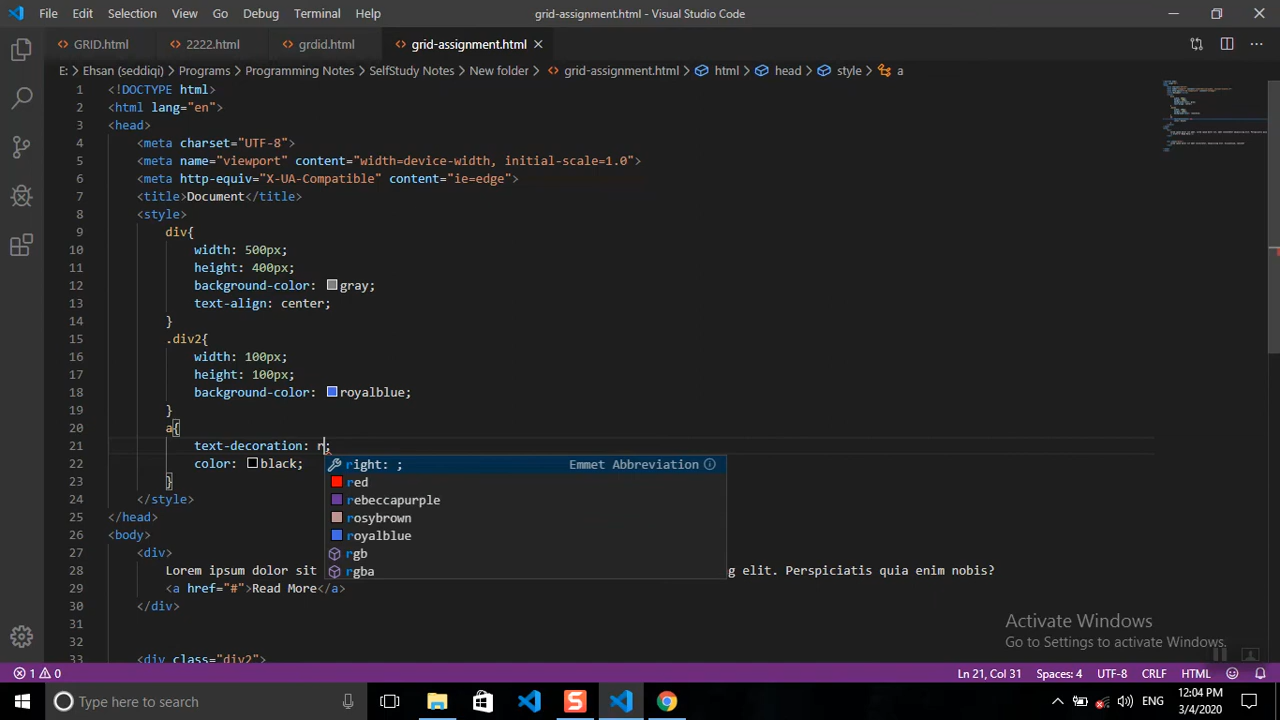 File Edit Selection View Go Debug Terminal Help grid-assignment.html - Visual Studio Code
GRID.html 2222.html grdid.html grid-assignment.html
E: > Ehsan (seddiqi) > Programs > Programming Notes > SelfStudy Notes > New folder > grid-assignment.html > html > head > style > a
1 <!DOCTYPE html>
2 <html lang="en">
3 <head>
4 <meta charset="UTF-8">
5 <meta name="viewport" content="width=device-width, initial-scale=1.0">
6 <meta http-equiv="X-UA-Compatible" content="ie=edge">
7 <title>Document</title>
8 <style>
9 div{
10 width: 500px;
11 height: 400px;
12 background-color: gray;
13 text-align: center;
14 }
15 .div2{
16 width: 100px;
17 height: 100px;
18 background-color: royalblue;
19 }
20 a{
21 text-decoration: r;
22 color: black;
right: ; Emmet Abbreviation
23 }
red
24 </style>
rebeccapurple
25 </head>
rosybrown
26 <body>
royalblue
27 <div>
rgb
28 Lorem ipsum dolor sit g elit. Perspiciatis quia enim nobis?
rgba
29 <a href="#">Read More</a>
30 </div>
31
32
33 <div class="div2">
Activate Windows
Go to Settings to activate Windows.
1 0 Ln 21, Col 31 Spaces: 4 UTF-8 CRLF HTML
Type here to search ENG 12:04 PM
3/4/2020